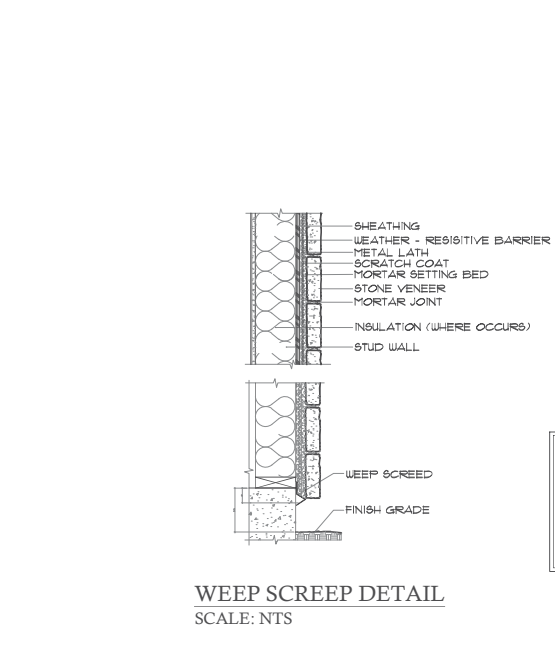 SHEATHING
WEATHER - RESISITIVE BARRIER
METAL LATH
SCRATCH COAT
MORTAR SETTING BED
STONE VENEER
MORTAR JOINT
INSULATION (WHERE OCCURS)
STUD WALL
WEEP SCREED
FINISH GRADE
WEEP SCREEP DETAIL
SCALE: NTS